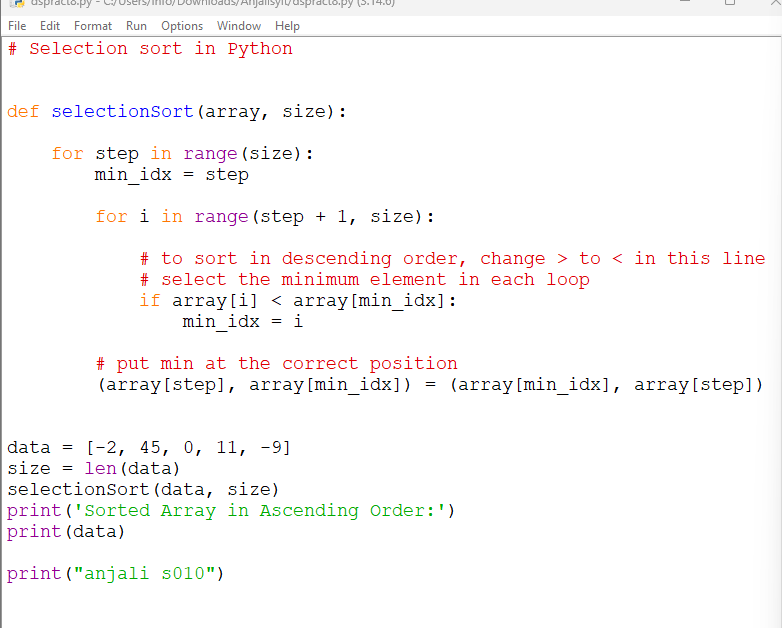 dspract8.py - C:/Users/info/Downloads/Anjalisyit/dspract8.py (3.14.0)
File Edit Format Run Options Window Help
# Selection sort in Python
def selectionSort(array, size):
    for step in range(size):
        min_idx = step
        for i in range(step + 1, size):
            # to sort in descending order, change > to < in this line
            # select the minimum element in each loop
            if array[i] < array[min_idx]:
                min_idx = i
        # put min at the correct position
        (array[step], array[min_idx]) = (array[min_idx], array[step])
data = [-2, 45, 0, 11, -9]
size = len(data)
selectionSort(data, size)
print('Sorted Array in Ascending Order:')
print(data)
print("anjali s010")